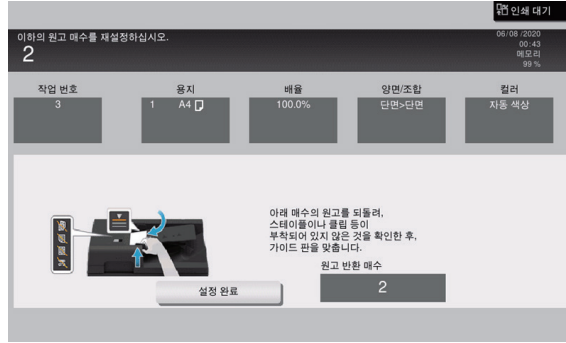 인쇄 대기
이하의 원고 매수를 재설정하십시오.
2
06/08 /2020
00:43
메모리
99 %
작업 번호
3
용지
1 A4
배율
100.0%
양면/조합
단면>단면
컬러
자동 색상
아래 매수의 원고를 되돌려,
스테이플이나 클립 등이
부착되어 있지 않은 것을 확인한 후,
가이드 판을 맞춥니다.
원고 반환 매수
2
설정 완료